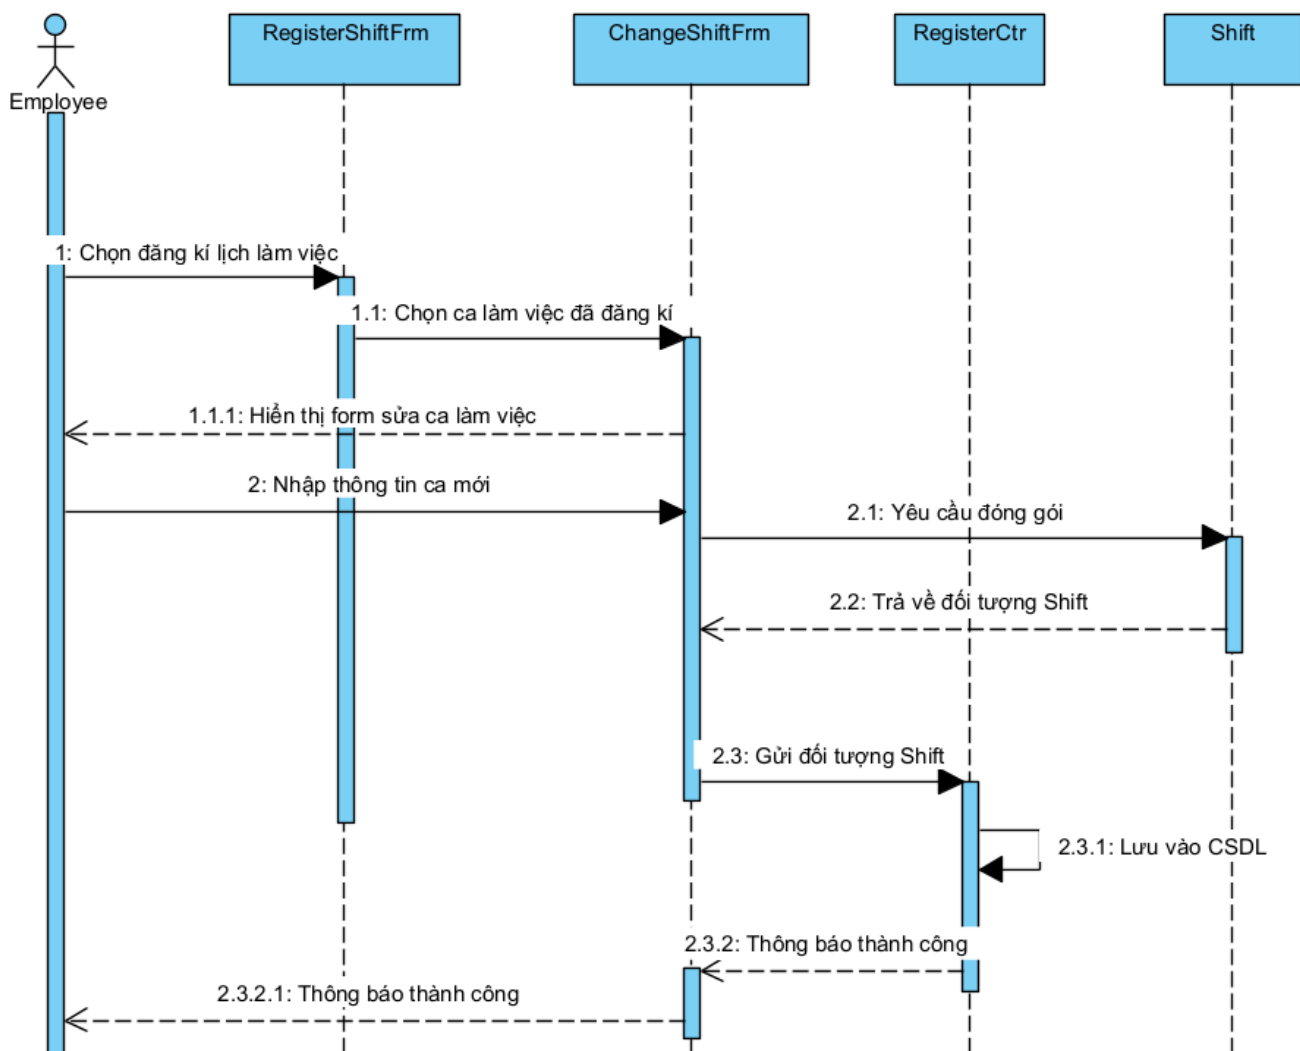 RegisterShiftFrm
ChangeShiftFrm
RegisterCtr
Shift
Employee
1: Chọn đăng kí lịch làm việc
1.1: Chọn ca làm việc đã đăng kí
1.1.1: Hiển thị form sửa ca làm việc
2: Nhập thông tin ca mới
2.1: Yêu cầu đóng gói
2.2: Trả về đối tượng Shift
2.3: Gửi đối tượng Shift
2.3.1: Lưu vào CSDL
2.3.2: Thông báo thành công
2.3.2.1: Thông báo thành công